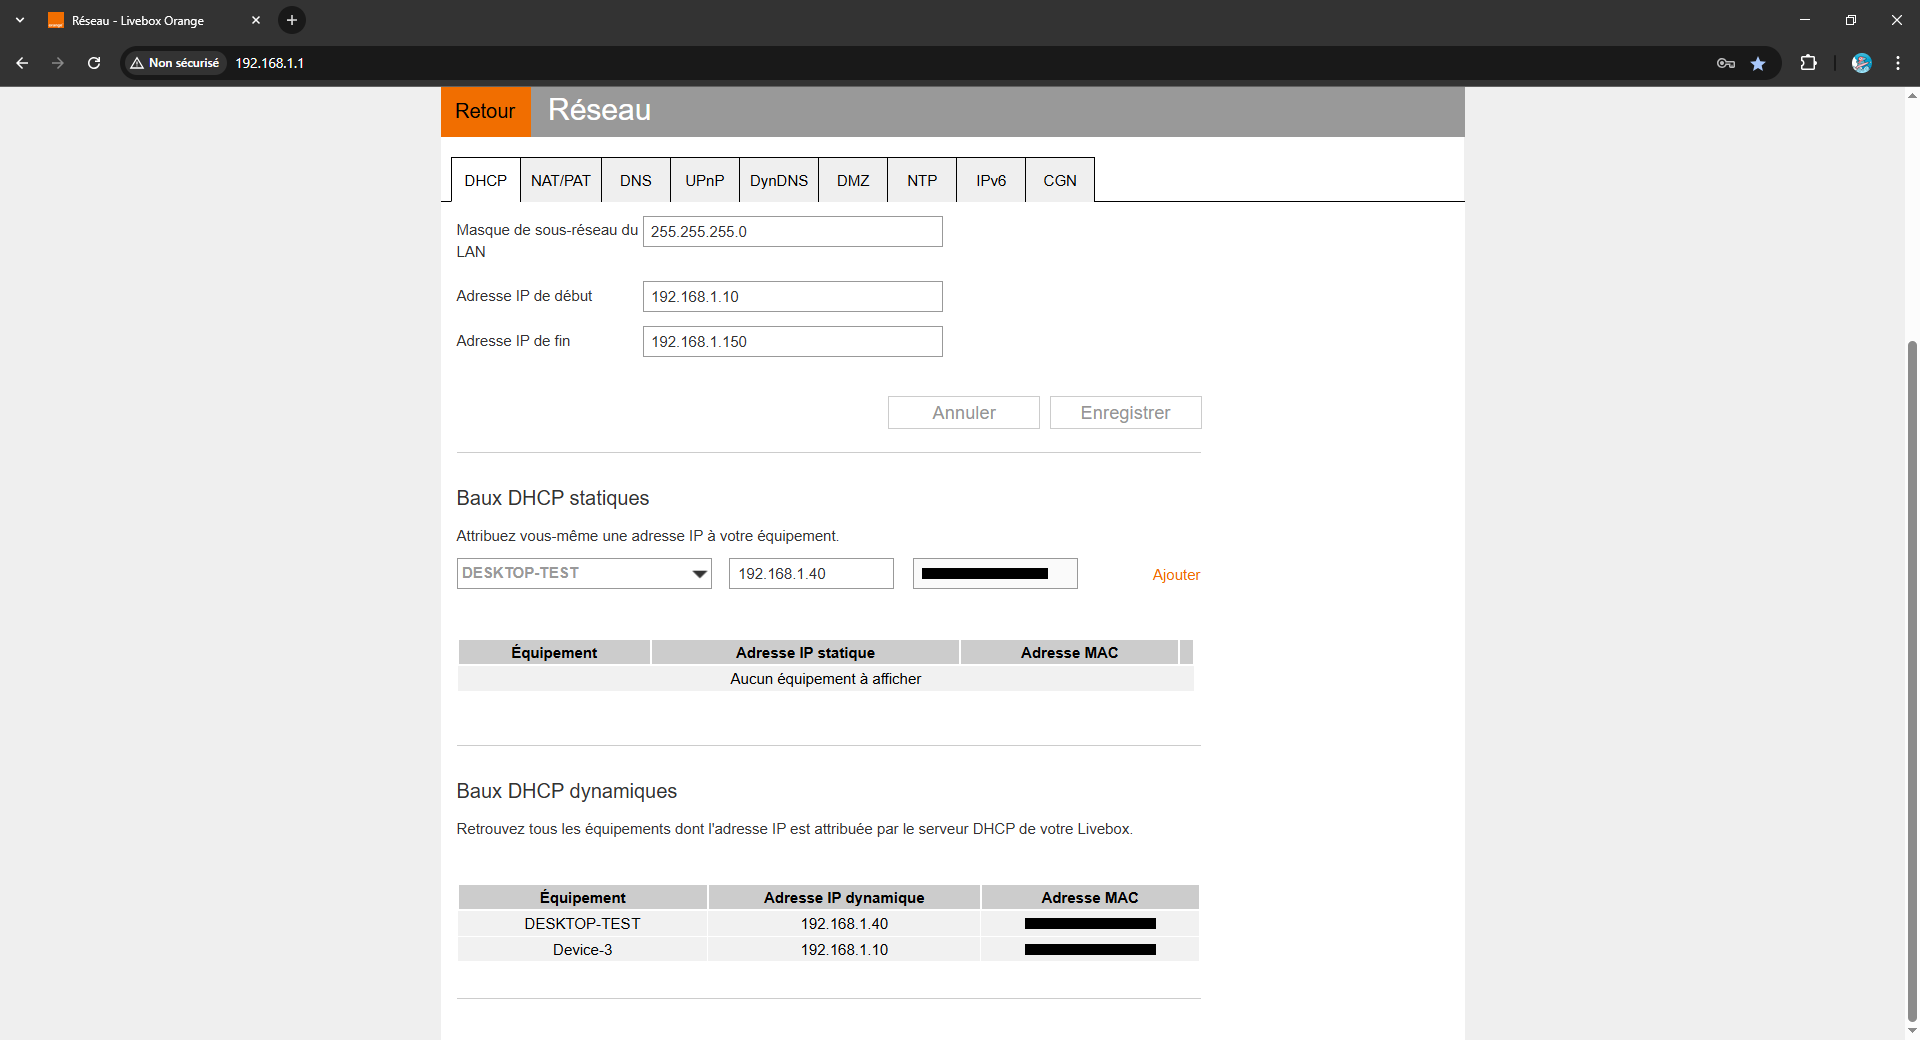 Réseau - Livebox Orange
Non sécurisé 192.168.1.1
Retour Réseau
DHCP NAT/PAT DNS UPnP DynDNS DMZ NTP IPv6 CGN
Masque de sous-réseau du
LAN
255.255.255.0
Adresse IP de début 192.168.1.10
Adresse IP de fin 192.168.1.150
Annuler Enregistrer
Baux DHCP statiques
Attribuez vous-même une adresse IP à votre équipement.
DESKTOP-TEST 192.168.1.40 Ajouter
Équipement Adresse IP statique Adresse MAC
Aucun équipement à afficher
Baux DHCP dynamiques
Retrouvez tous les équipements dont l'adresse IP est attribuée par le serveur DHCP de votre Livebox.
Équipement Adresse IP dynamique Adresse MAC
DESKTOP-TEST 192.168.1.40
Device-3 192.168.1.10